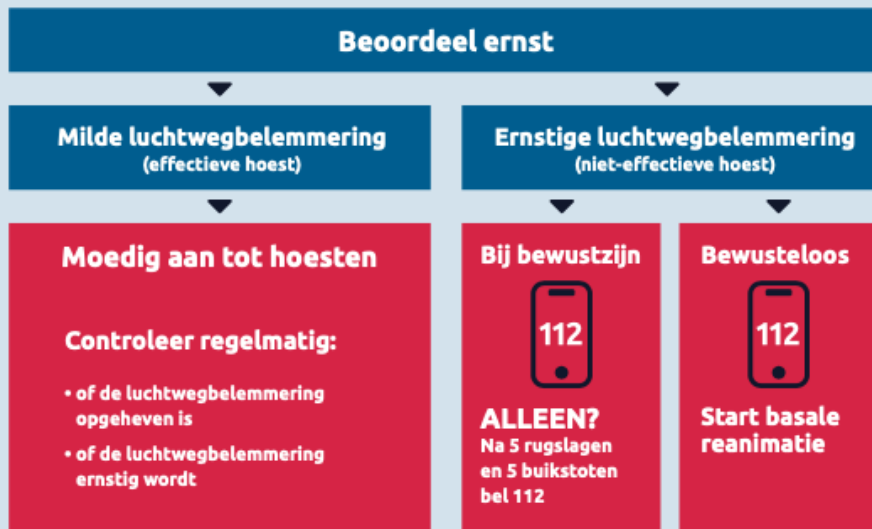 Beoordeel ernst
Milde luchtwegbelemmering
(effectieve hoest)
Ernstige luchtwegbelemmering
(niet-effectieve hoest)
Moedig aan tot hoesten
Controleer regelmatig:
• of de luchtwegbelemmering
opgeheven is
• of de luchtwegbelemmering
ernstig wordt
Bij bewustzijn
112
ALLEEN?
Na 5 rugslagen
en 5 buikstoten
bel 112
Bewusteloos
112
Start basale
reanimatie